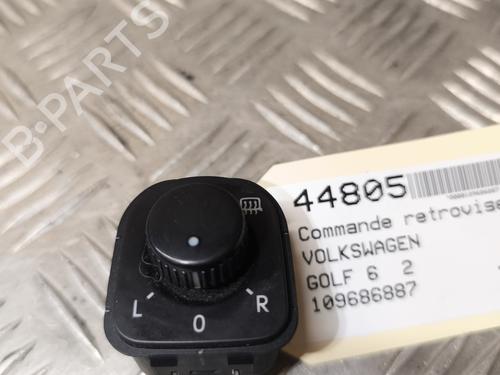 B-PARTS
44805
Commande retrovise
VOLKSWAGEN
GOLF 6 2
109686887
L 0 R